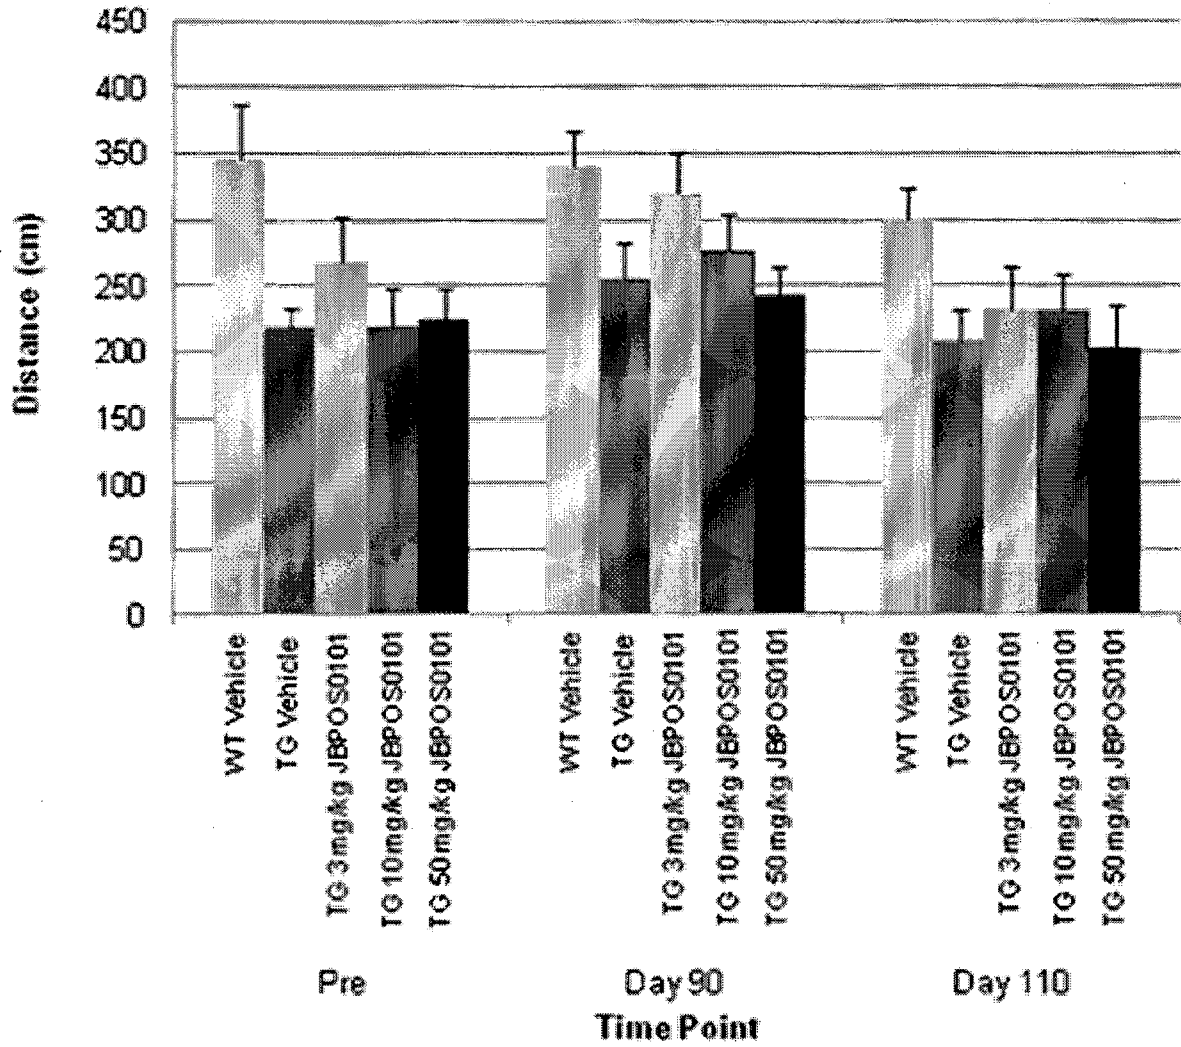 450
400
350
300
250
200
150
100
50
0
Distance (cm)
WT Vehicle
TG Vehicle
TG 3mg/kg JBPOS0101
TG 10mg/kg JBPOS0101
TG 50mg/kg JBPOS0101
WT Vehicle
TG Vehicle
TG 3mg/kg JBPOS0101
TG 10mg/kg JBPOS0101
TG 50mg/kg JBPOS0101
WT Vehicle
TG Vehicle
TG 3mg/kg JBPOS0101
TG 10mg/kg JBPOS0101
TG 50mg/kg JBPOS0101
Pre
Day 90
Day 110
Time Point